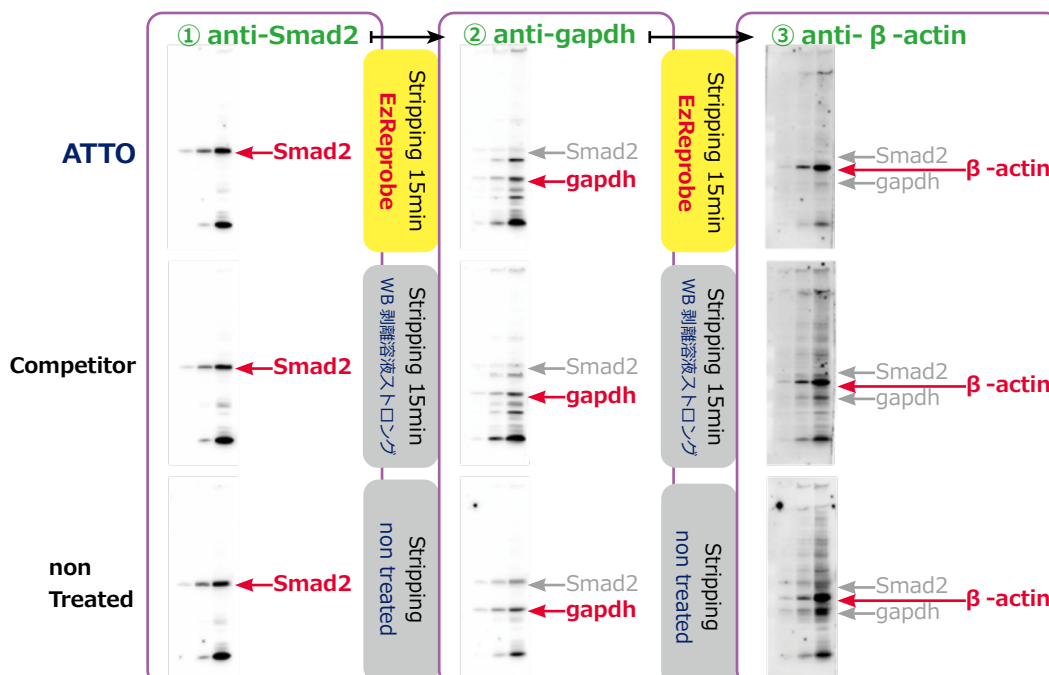 ① anti-Smad2
② anti-gapdh
③ anti- β -actin
ATTO
Smad2
Stripping 15min
EzReprobe
Smad2
gapdh
Stripping 15min
EzReprobe
Smad2
β -actin
gapdh
Competitor
Smad2
Stripping 15min
WB 剥離溶液ストロング
Smad2
gapdh
Stripping 15min
WB 剥離溶液ストロング
Smad2
β -actin
gapdh
non
Treated
Smad2
Stripping
non treated
Smad2
gapdh
Stripping
non treated
Smad2
β -actin
gapdh